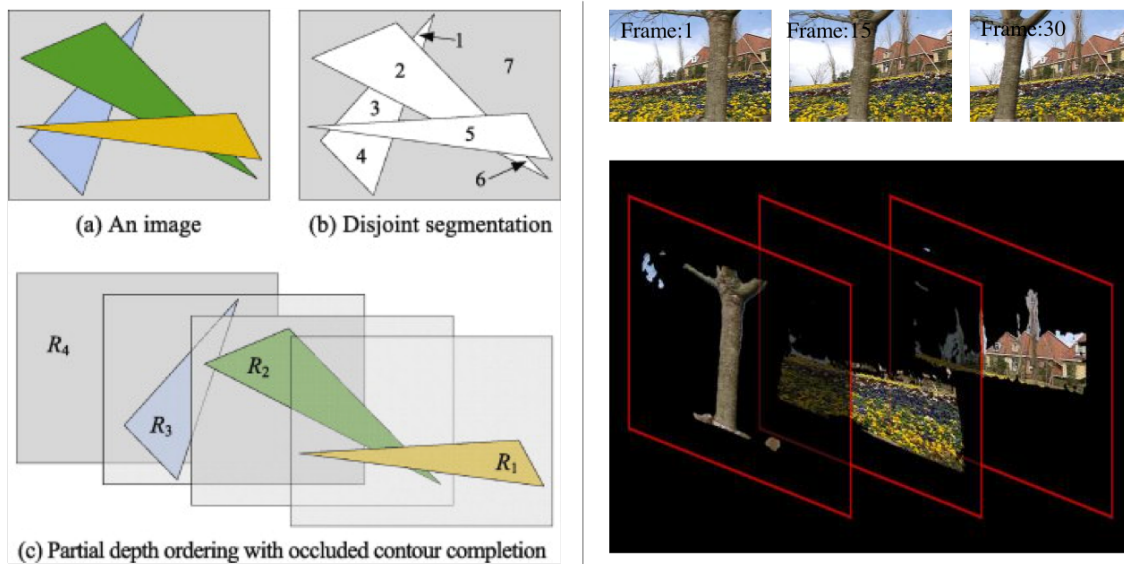 1
2
7
3
5
4
6
(a) An image
(b) Disjoint segmentation
R4
R2
R3
R1
(c) Partial depth ordering with occluded contour completion
Frame:1
Frame:15
Frame:30